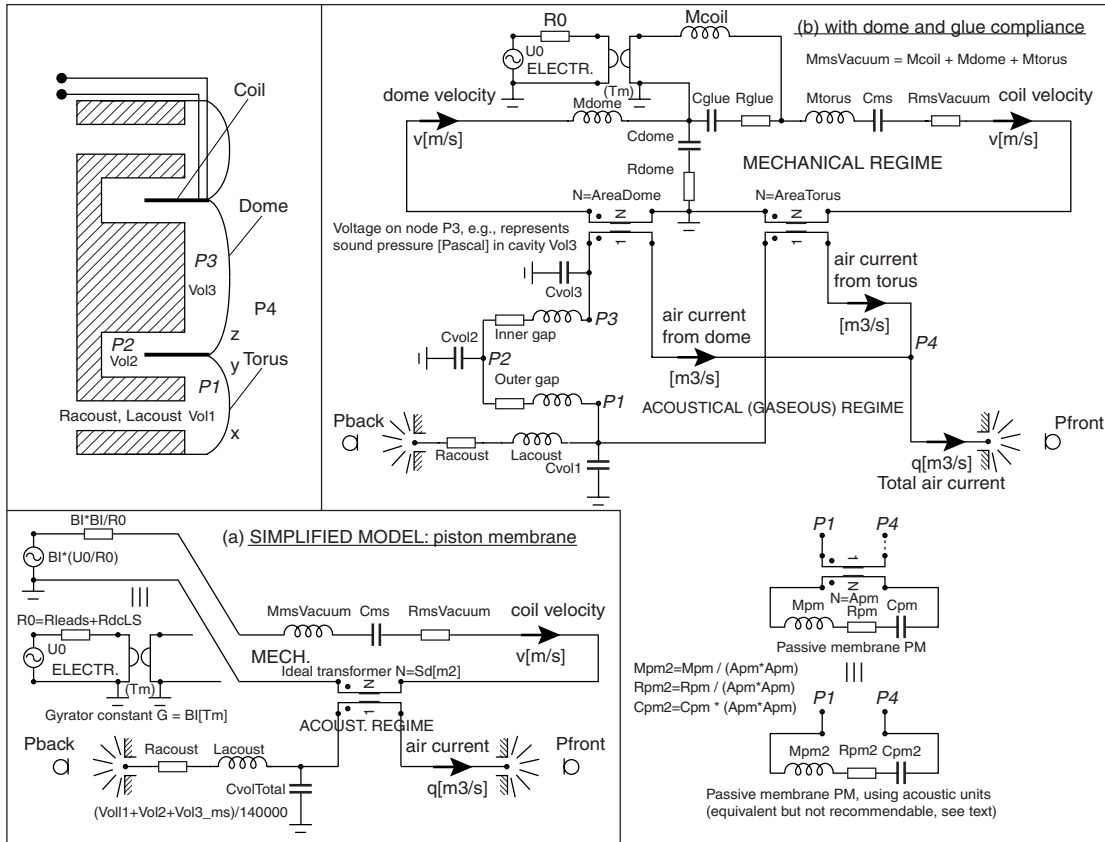 Coil
Dome
P3
Vol3
P4
z
P2
Vol2
y
Torus
P1
Racoust, Lacoust
Vol1
x
(b) with dome and glue compliance
MmsVacuum = Mcoil + Mdome + Mtorus
R0
Mcoil
U0
ELECTR.
(Tm)
dome velocity
Mdome
Cglue
Rglue
Mtorus
Cms
RmsVacuum
coil velocity
v[m/s]
v[m/s]
Cdome
Rdome
MECHANICAL REGIME
N=AreaDome
N=AreaTorus
N
1
N
1
Voltage on node P3, e.g., represents
sound pressure [Pascal] in cavity Vol3
air current
from torus
[m3/s]
Cvol3
P3
Inner gap
air current
from dome
[m3/s]
Cvol2
P2
P4
Outer gap
P1
ACOUSTICAL (GASEOUS) REGIME
Pback
Pfront
Racoust
Lacoust
Cvol1
q[m3/s]
Total air current
(a) SIMPLIFIED MODEL: piston membrane
Bl*Bl/R0
Bl*(U0/R0)
MmsVacuum
Cms
RmsVacuum
coil velocity
v[m/s]
R0=Rleads+RdcLS
U0
ELECTR.
(Tm)
MECH.
Ideal transformer N=Sd[m2]
N
1
Gyrator constant G = Bl[Tm]
ACOUST. REGIME
Pback
Racoust
Lacoust
air current
Pfront
q[m3/s]
CvolTotal
(Voll1+Vol2+Vol3_ms)/140000
P1
P4
1
N
N=Apm
Mpm
Rpm
Cpm
Passive membrane PM
Mpm2=Mpm / (Apm*Apm)
Rpm2=Rpm / (Apm*Apm)
Cpm2=Cpm * (Apm*Apm)
P1
P4
Mpm2
Rpm2
Cpm2
Passive membrane PM, using acoustic units
(equivalent but not recommendable, see text)